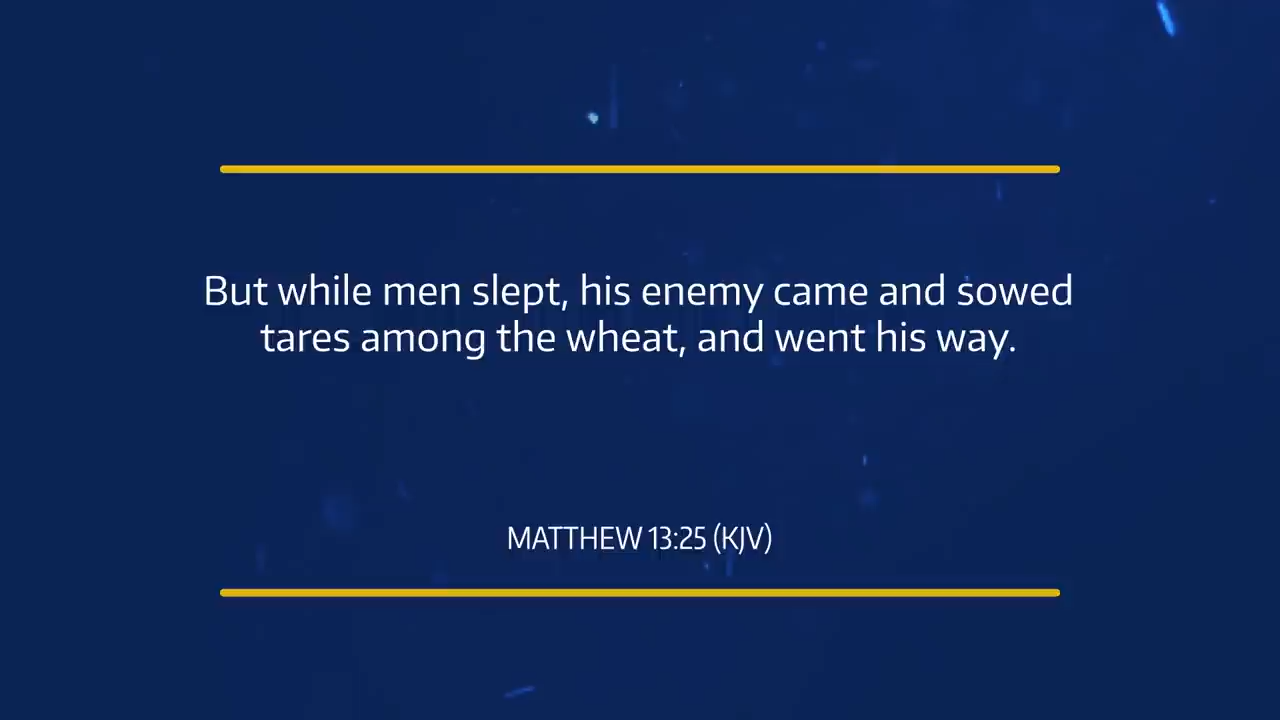 But while men slept, his enemy came and sowed
tares among the wheat, and went his way.
MATTHEW 13:25 (KJV)